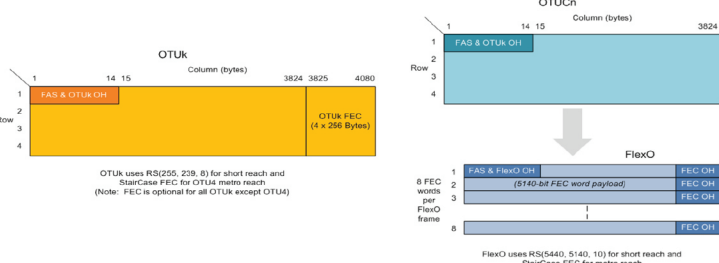 OTUk
Column (bytes)
1 14 15 3824 3825 4080
1 FAS & OTUk OH
2
Row
3
4
OTUk FEC
(4 x 256 Bytes)
OTUk uses RS(255, 239, 8) for short reach and
StairCase FEC for OTU4 metro reach
(Note: FEC is optional for all OTUk except OTU4)
OTUCn
Column (bytes)
1 14 15 3824
1 FAS & OTUk OH
Row 2
3
4
FlexO
8 FEC
words
per
FlexO
frame
1 FAS & FlexO OH FEC OH
2 (5140-bit FEC word payload) FEC OH
3 FEC OH
8 FEC OH
FlexO uses RS(5440, 5140, 10) for short reach and
StairCase FEC for metro reach